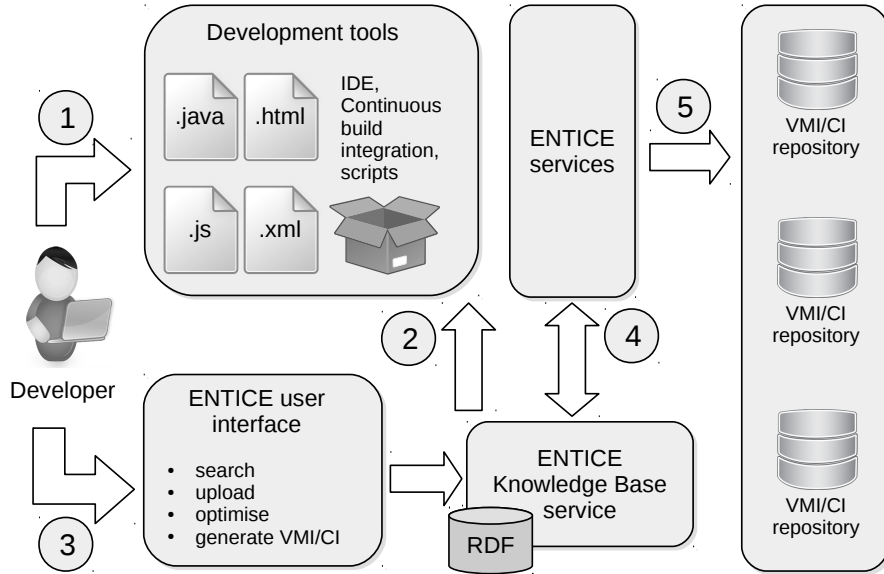 Development tools
.java
.html
.js
.xml
IDE,
Continuous
build
integration,
scripts
1
Developer
3
ENTICE user
interface
• search
• upload
• optimise
• generate VMI/CI
2
ENTICE
services
4
ENTICE
Knowledge Base
service
RDF
5
VMI/CI
repository
VMI/CI
repository
VMI/CI
repository